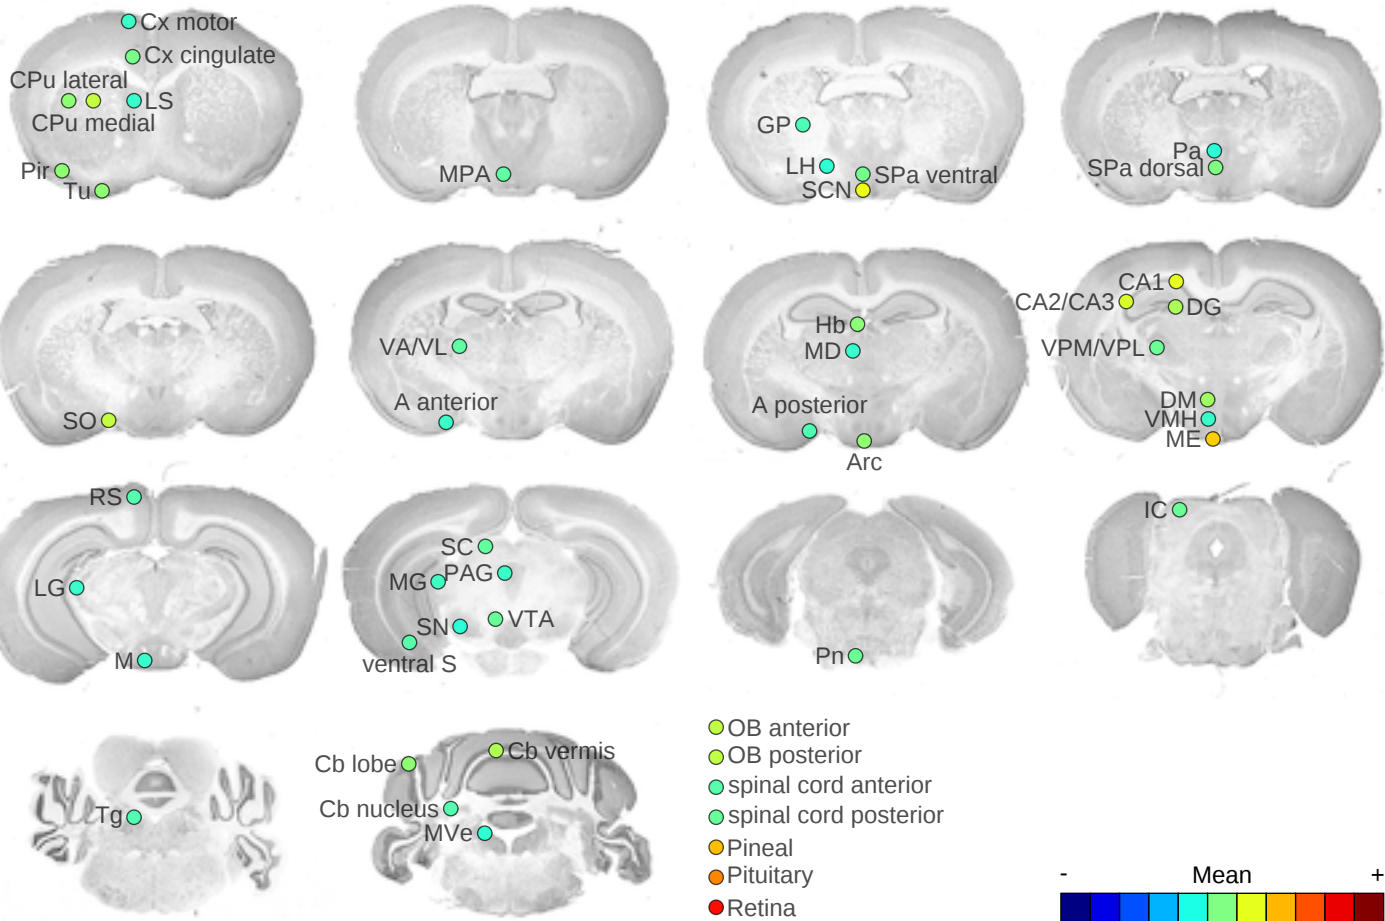 Cx motor
Cx cingulate
CPu lateral
LS
CPu medial
Pir
Tu
MPA
GP
LH
SPa ventral
SCN
Pa
SPa dorsal
SO
VA/VL
A anterior
Hb
MD
A posterior
Arc
CA1
CA2/CA3
DG
VPM/VPL
DM
VMH
ME
RS
LG
M
SC
MG
PAG
SN
VTA
ventral S
Pn
IC
Tg
Cb lobe
Cb vermis
Cb nucleus
MVe
OB anterior
OB posterior
spinal cord anterior
spinal cord posterior
Pineal
Pituitary
Retina
- Mean +